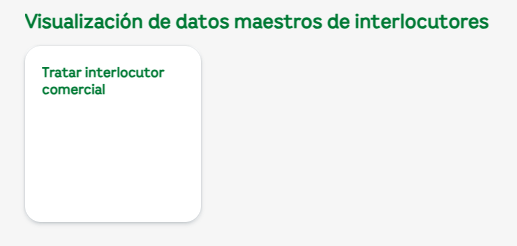 Visualización de datos maestros de interlocutores
Tratar interlocutor
comercial